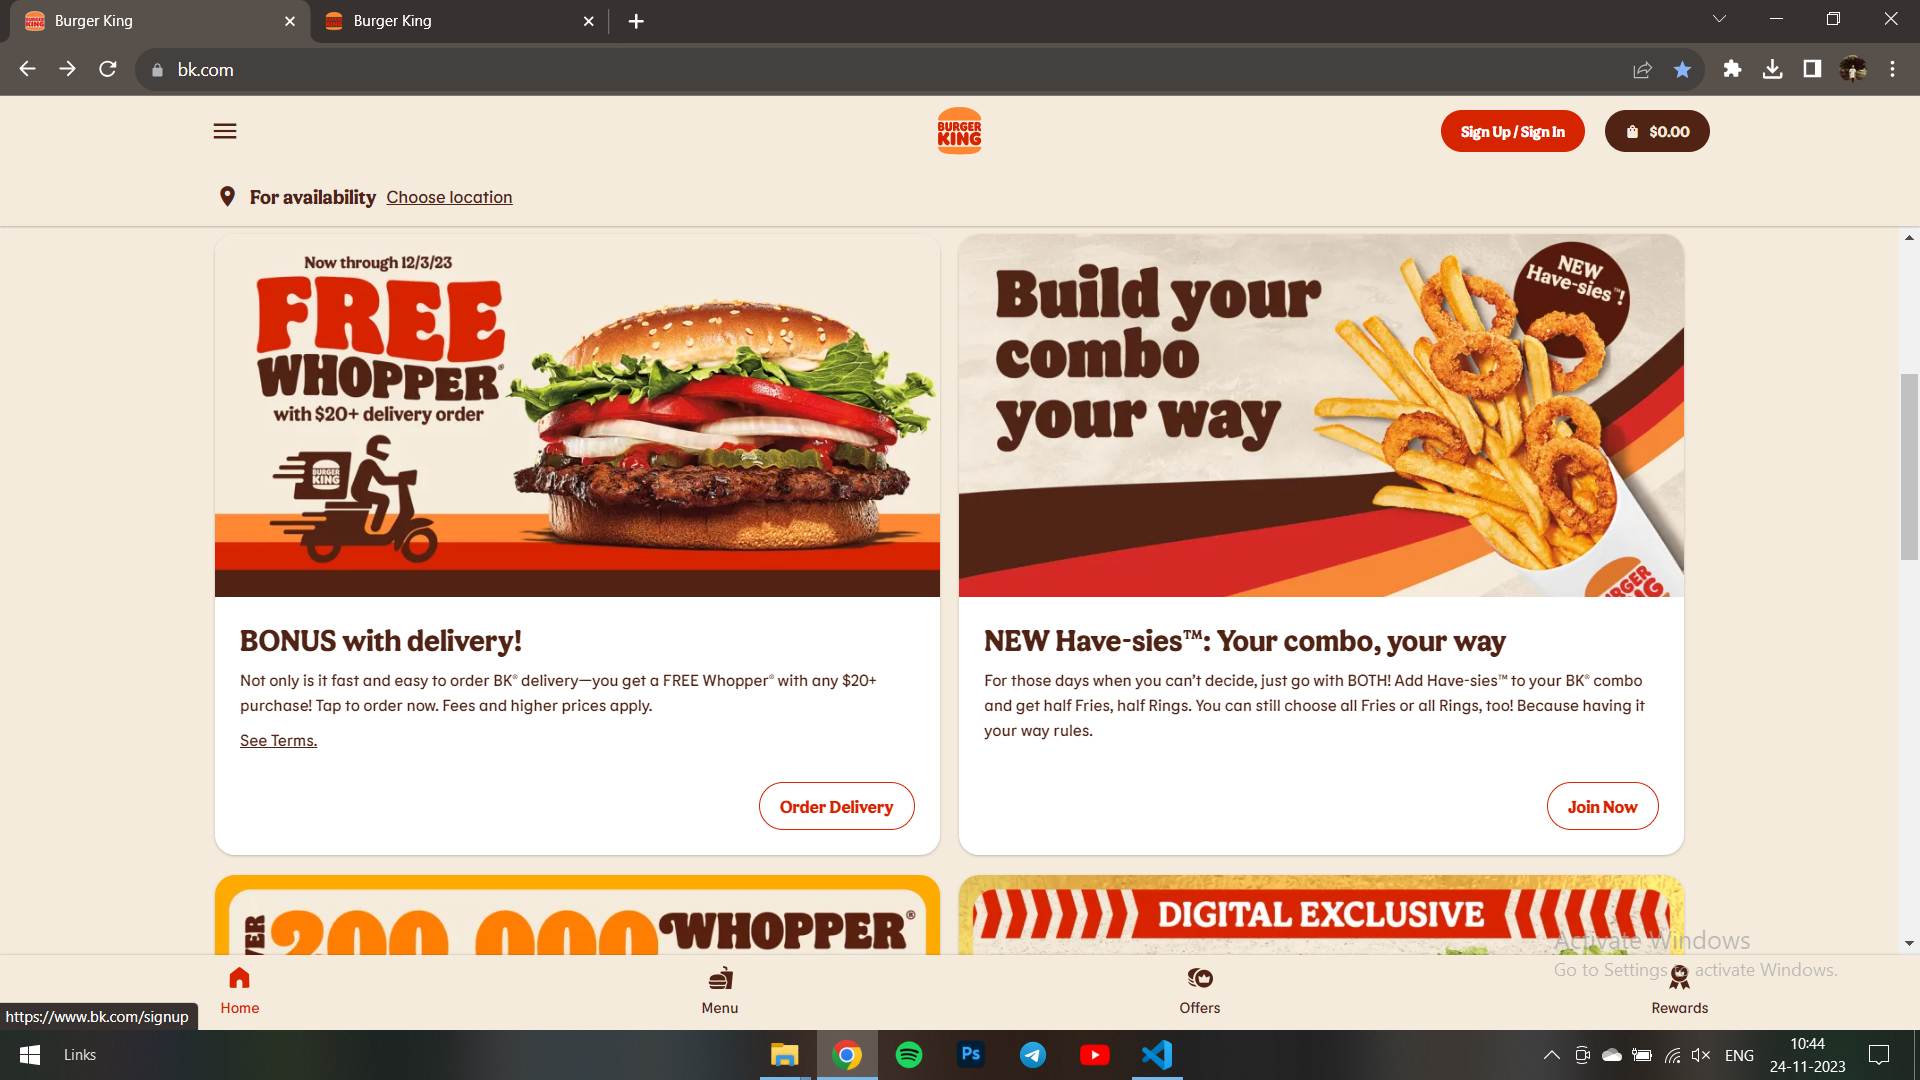 Burger King
Burger King
bk.com
BURGER
KING
Sign Up / Sign In
$0.00
For availability Choose location
Now through 12/3/23
FREE
WHOPPER®
with $20+ delivery order
BURGER
KING
Build your
combo
your way
NEW
Have-sies™!
BURGER
KING
BONUS with delivery!
Not only is it fast and easy to order BK® delivery—you get a FREE Whopper® with any $20+
purchase! Tap to order now. Fees and higher prices apply.
See Terms.
Order Delivery
NEW Have-sies™: Your combo, your way
For those days when you can’t decide, just go with BOTH! Add Have-sies™ to your BK® combo
and get half Fries, half Rings. You can still choose all Fries or all Rings, too! Because having it
your way rules.
Join Now
200,000 WHOPPER®
DIGITAL EXCLUSIVE
Activate Windows
Go to Settings to activate Windows.
Home
Menu
Offers
Rewards
https://www.bk.com/signup
Links
Ps
ENG
10:44
24-11-2023